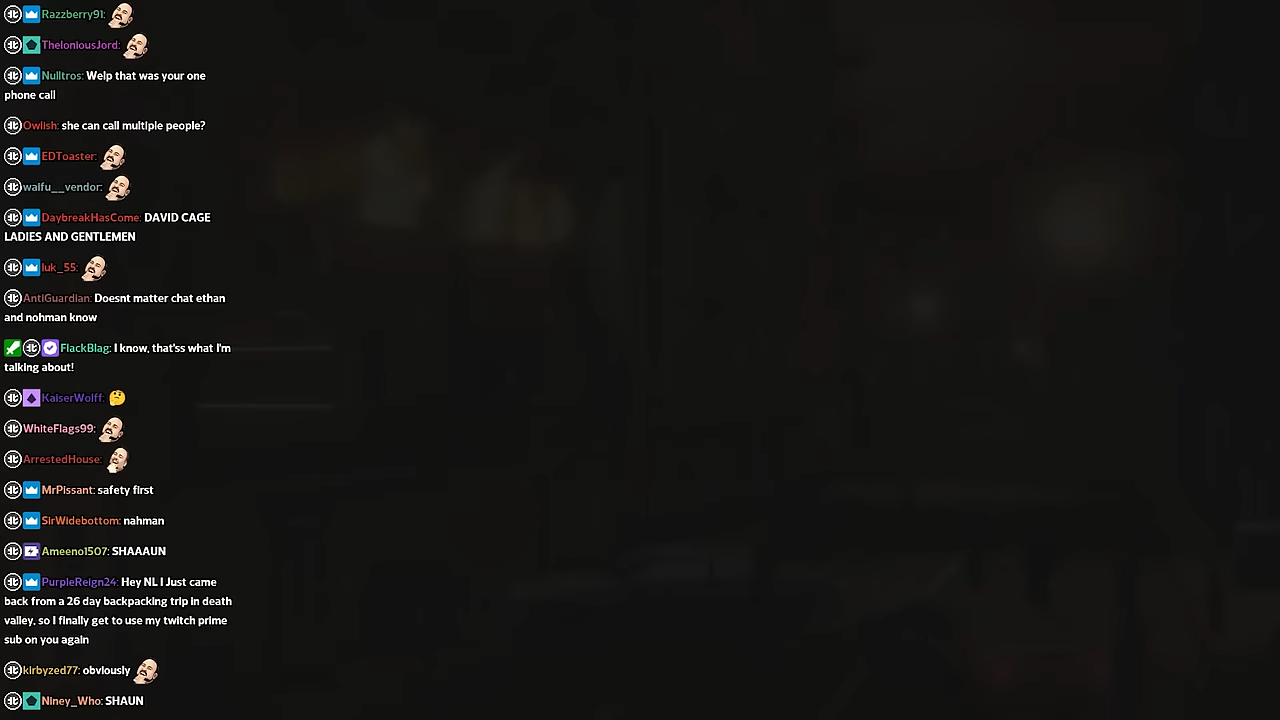 Razzberry91:
TheloniousJord:
Nulltros: Welp that was your one
phone call
Owlish: she can call multiple people?
EDToaster:
waifu__vendor:
DaybreakHasCome: DAVID CAGE
LADIES AND GENTLEMEN
luk_55:
AntiGuardian: Doesnt matter chat ethan
and nohman know
FlackBlag: I know, that'ss what I'm
talking about!
KaiserWolff: 🤔
WhiteFlags99:
ArrestedHouse:
MrPissant: safety first
SirWidebottom: nahman
Ameeno1507: SHAAAUN
PurpleReign24: Hey NL I Just came
back from a 26 day backpacking trip in death
valley, so I finally get to use my twitch prime
sub on you again
kirbyzed77: obviously
Niney_Who: SHAUN